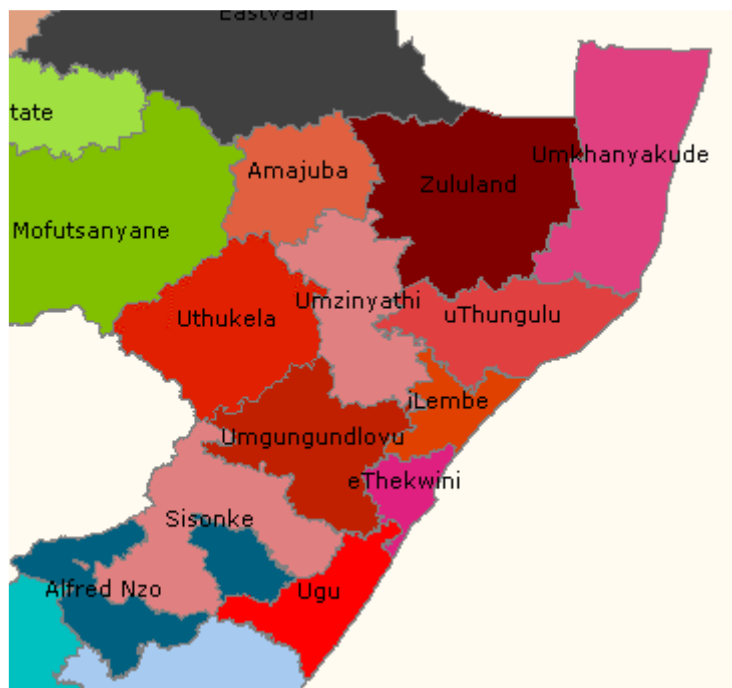 Eastvaal
tate
Amajuba
Umkhanyakude
Zululand
Mofutsanyane
Umzinyathi
uThungulu
Uthukela
iLembe
Umgungundlovu
eThekwini
Sisonke
Alfred Nzo
Ugu